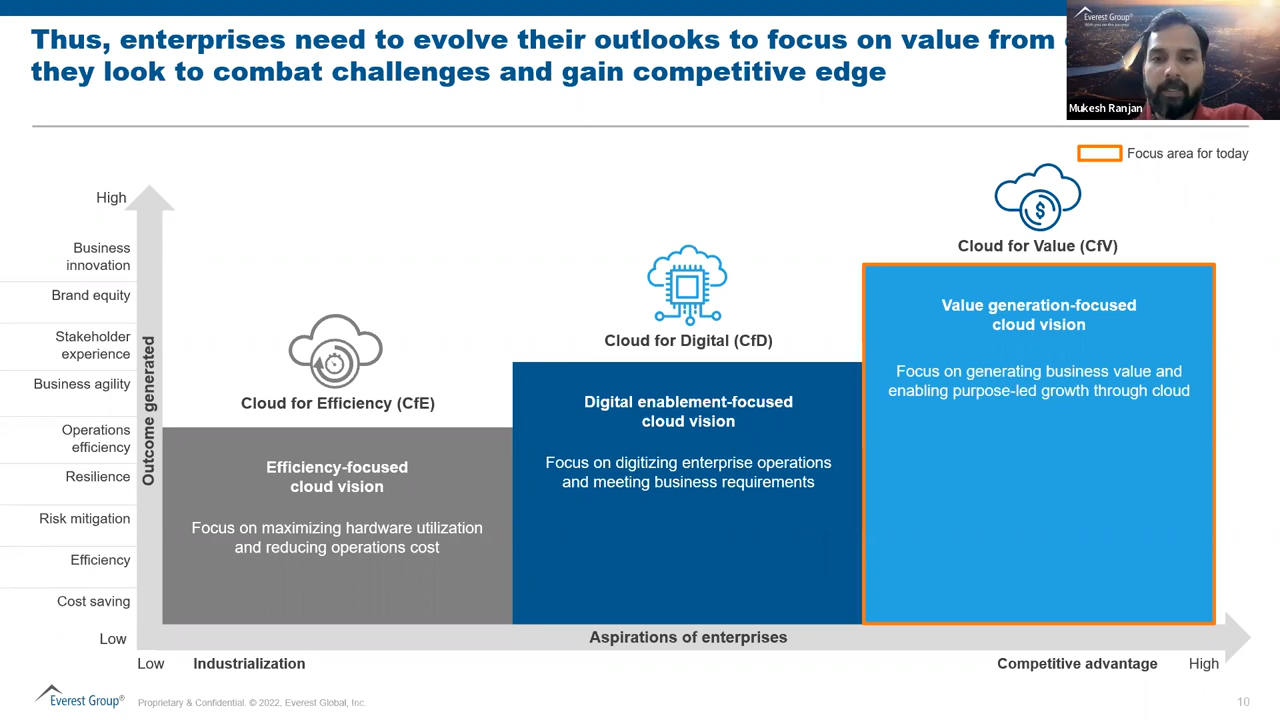 Thus, enterprises need to evolve their outlooks to focus on value from
they look to combat challenges and gain competitive edge
Everest Group®
With you on the journey
Mukesh Ranjan
Focus area for today
High
Business
innovation
Brand equity
Stakeholder
experience
Business agility
Operations
efficiency
Resilience
Risk mitigation
Efficiency
Cost saving
Low
Outcome generated
Cloud for Efficiency (CfE)
Efficiency-focused
cloud vision
Focus on maximizing hardware utilization
and reducing operations cost
Cloud for Digital (CfD)
Digital enablement-focused
cloud vision
Focus on digitizing enterprise operations
and meeting business requirements
$
Cloud for Value (CfV)
Value generation-focused
cloud vision
Focus on generating business value and
enabling purpose-led growth through cloud
Aspirations of enterprises
Low
Industrialization
Competitive advantage
High
Everest Group®
Proprietary & Confidential. © 2022, Everest Global, Inc.
10